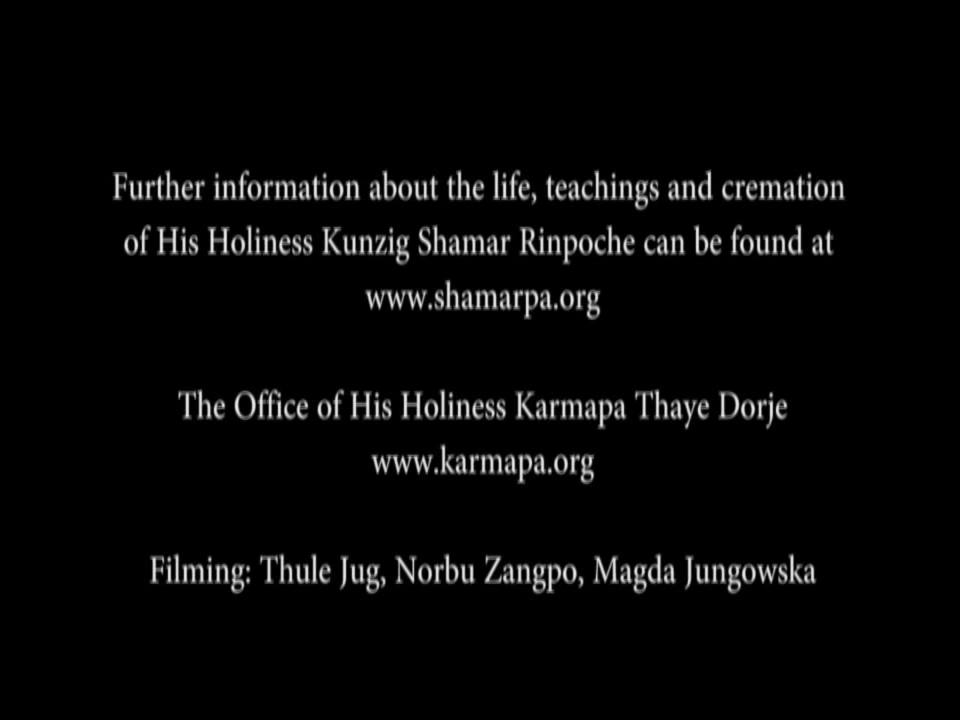 Further information about the life, teachings and cremation
of His Holiness Kunzig Shamar Rinpoche can be found at
www.shamarpa.org
The Office of His Holiness Karmapa Thaye Dorje
www.karmapa.org
Filming: Thule Jug, Norbu Zangpo, Magda Jungowska